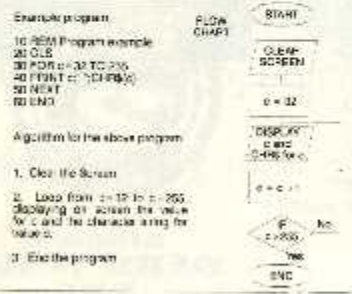 Example program
10 REM Program example
20 CLS
30 FOR c=32 TO 255
40 PRINT c;" ";CHR$(c)
50 NEXT
60 END
Algorithm for the above program
1. Clear the Screen
2. Loop from c=32 to c=255
displaying on screen the value
for c and the character string for
value c.
3. End the program
FLOW
CHART
START
CLEAR
SCREEN
c = 32
DISPLAY
c and
CHR$ for c.
c = c + 1
IF
No
Yes
END